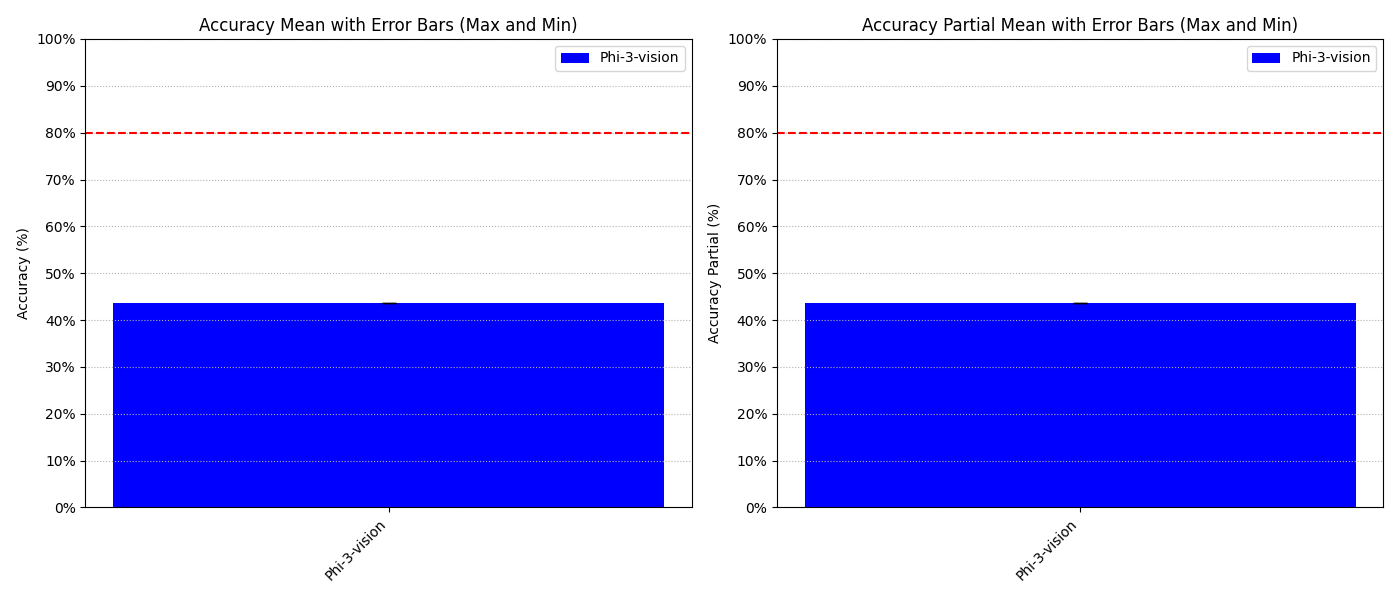 Accuracy Mean with Error Bars (Max and Min)
Accuracy (%)
100%
90%
80%
70%
60%
50%
40%
30%
20%
10%
0%
Phi-3-vision
Phi-3-vision
Accuracy Partial Mean with Error Bars (Max and Min)
Accuracy Partial (%)
100%
90%
80%
70%
60%
50%
40%
30%
20%
10%
0%
Phi-3-vision
Phi-3-vision